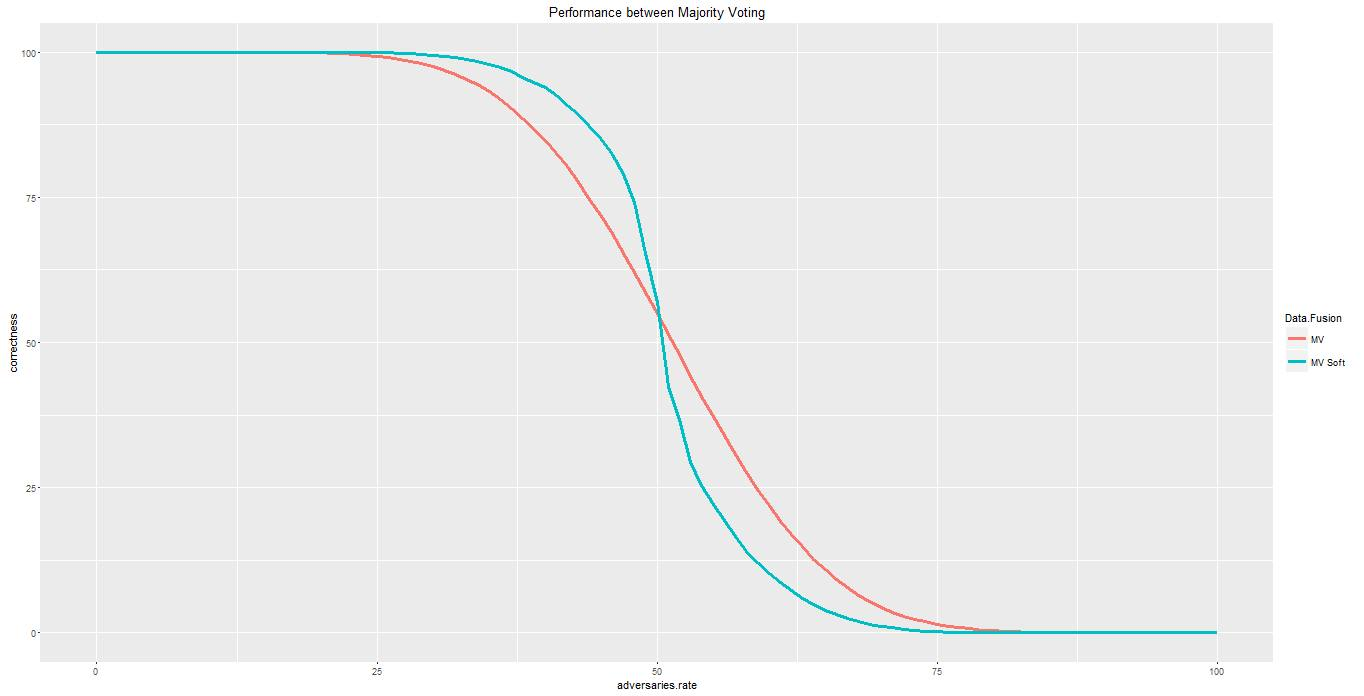 Performance between Majority Voting
100
75
50
25
0
correctness
0 25 50 75 100
adversaries.rate
Data.Fusion
MV
MV Soft